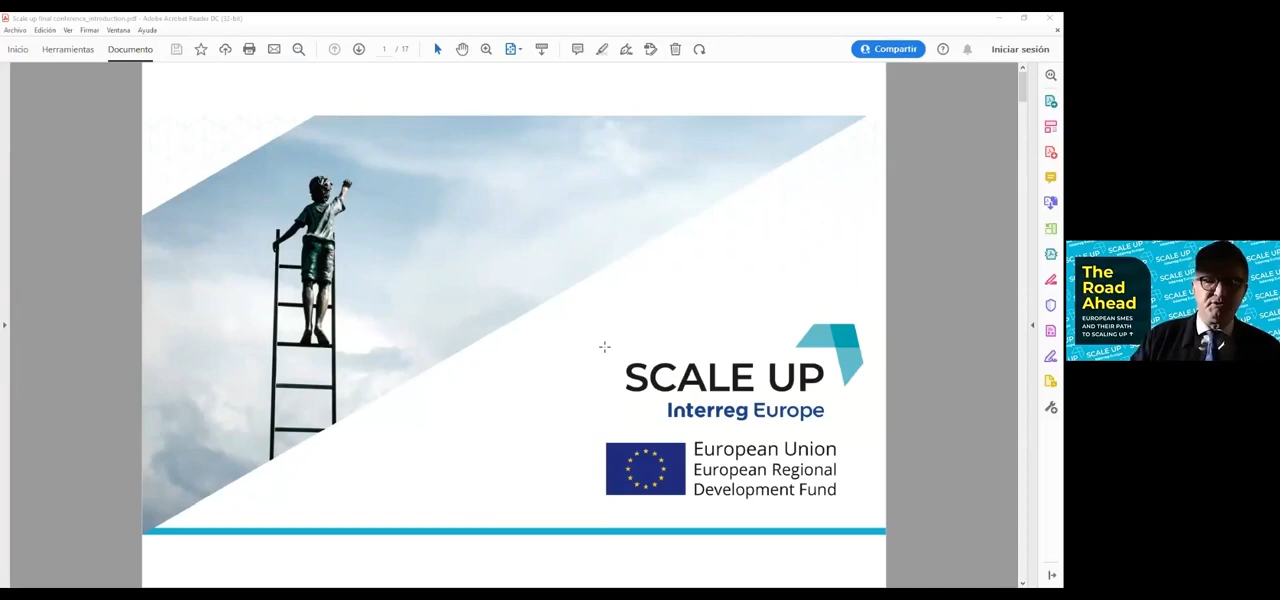 Scale up final conference_introduction.pdf - Adobe Acrobat Reader DC (32-bit)
Archivo Edición Ver Firmar Ventana Ayuda
Inicio Herramientas Documento 1 / 17 Compartir Iniciar sesión
SCALE UP
Interreg Europe
European Union
European Regional
Development Fund
The
Road
Ahead
EUROPEAN SMES
AND THEIR PATH
TO SCALING UP
SCALE UP
Interreg Europe